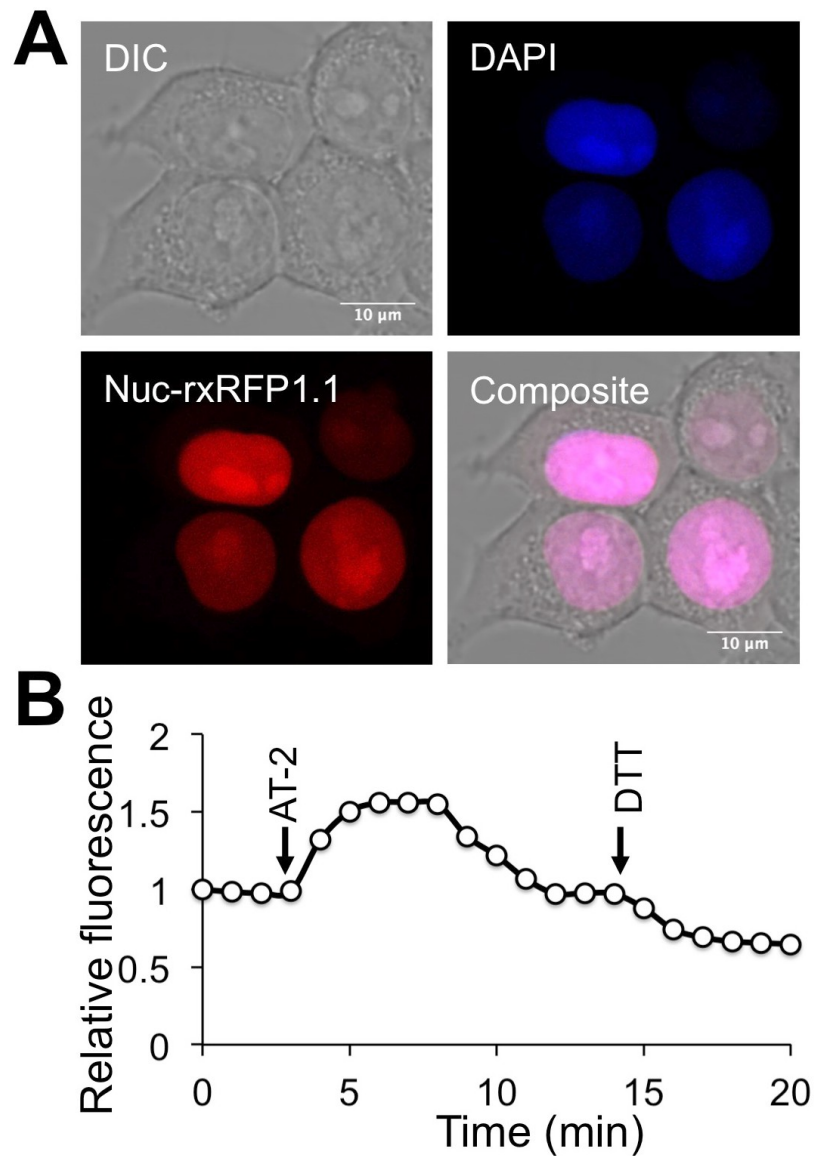 A
DIC
DAPI
10 µm
Nuc-rxRFP1.1
Composite
10 µm
B
Relative fluorescence
2
1.5
1
0.5
0
AT-2
DTT
0 5 10 15 20
Time (min)